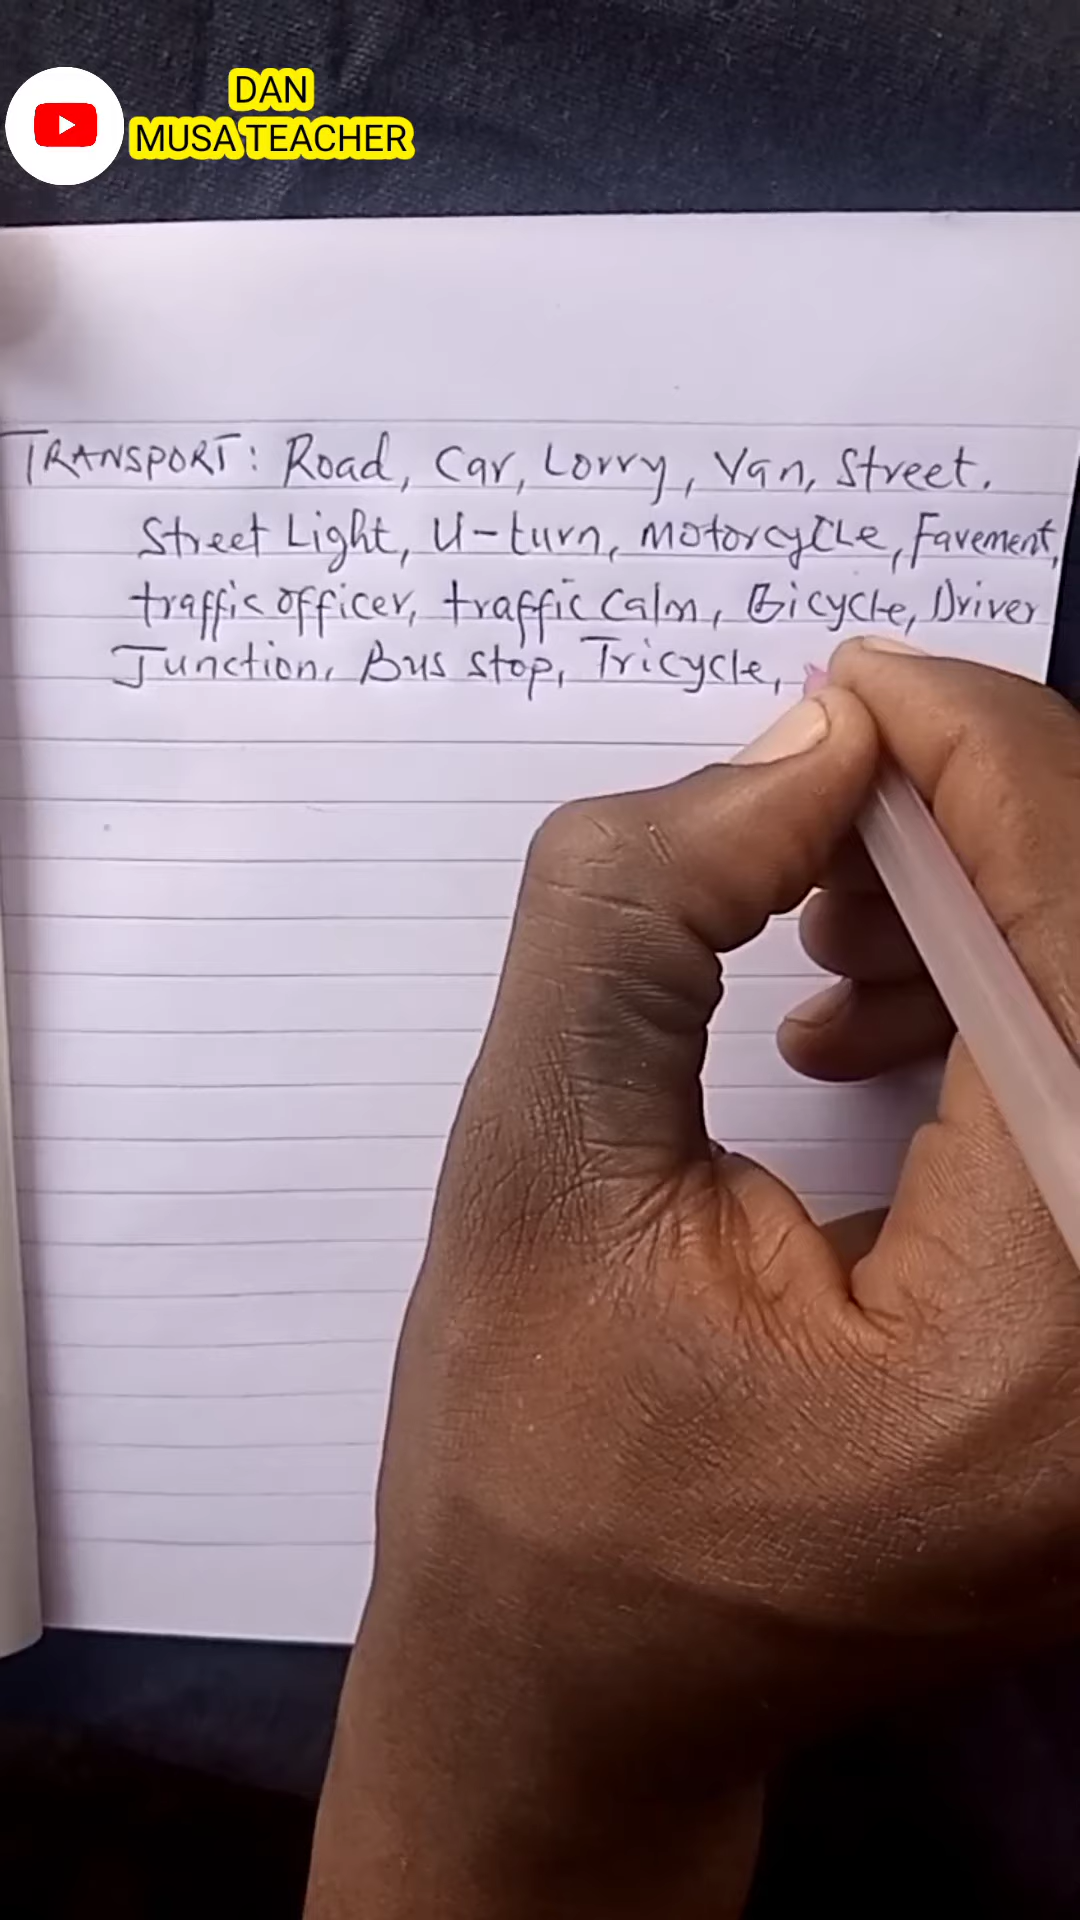 DAN
MUSA TEACHER
TRANSPORT: Road, Car, Lorry, Van, Street.
Street Light, U-turn, motorcycle, Favement,
traffic officer, traffic Calm, Bicycle, Driver
Junction, Bus stop, Tricycle,